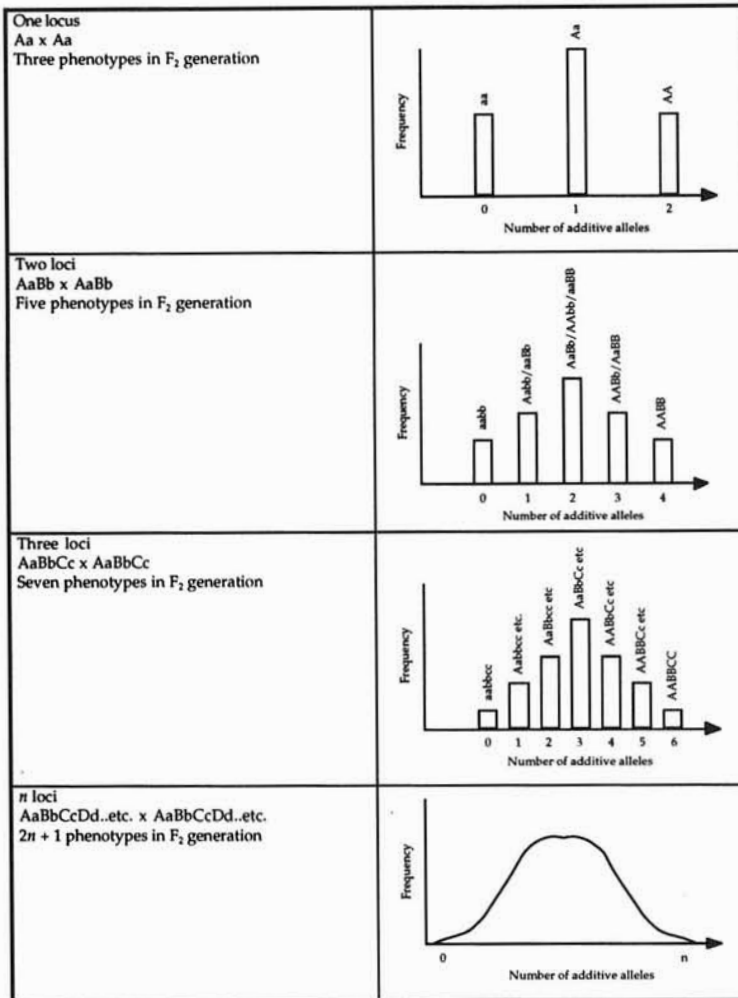 One locus
Aa x Aa
Three phenotypes in F₂ generation
Frequency
aa
Aa
AA
0 1 2
Number of additive alleles
Two loci
AaBb x AaBb
Five phenotypes in F₂ generation
Frequency
aabb
Aabb/aaBb
AaBb/AAbb/aaBB
AABb/AaBB
AABB
0 1 2 3 4
Number of additive alleles
Three loci
AaBbCc x AaBbCc
Seven phenotypes in F₂ generation
Frequency
aabbcc
Aabbcc etc.
AaBbcc etc
AaBbCc etc
AABbCc etc
AABBCc etc
AABBCC
0 1 2 3 4 5 6
Number of additive alleles
n loci
AaBbCcDd..etc. x AaBbCcDd..etc.
2n + 1 phenotypes in F₂ generation
Frequency
0 n
Number of additive alleles